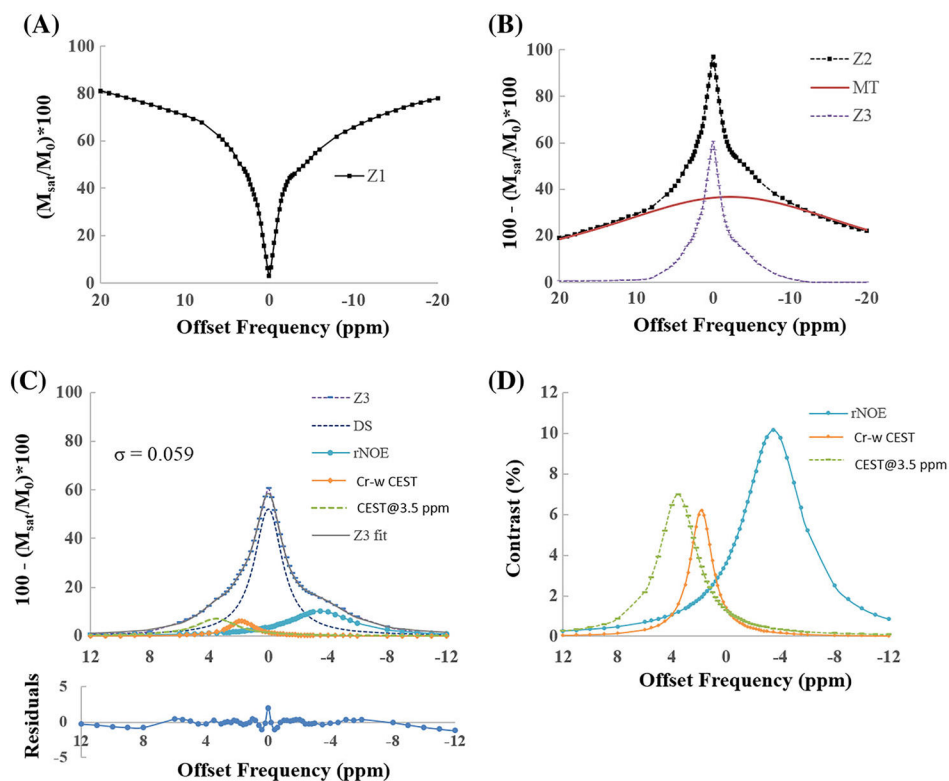 (A)
(M_sat/M_0)*100
100
80
60
40
20
0
Z1
20 10 0 -10 -20
Offset Frequency (ppm)
(B)
100 - (M_sat/M_0)*100
100
80
60
40
20
0
Z2
MT
Z3
20 10 0 -10 -20
Offset Frequency (ppm)
(C)
100 - (M_sat/M_0)*100
100
80
60
40
20
0
σ = 0.059
Z3
DS
rNOE
Cr-w CEST
CEST@3.5 ppm
Z3 fit
12 8 4 0 -4 -8 -12
Residuals
5
0
-5
12 8 4 0 -4 -8 -12
Offset Frequency (ppm)
(D)
Contrast (%)
12
10
8
6
4
2
0
rNOE
Cr-w CEST
CEST@3.5 ppm
12 8 4 0 -4 -8 -12
Offset Frequency (ppm)